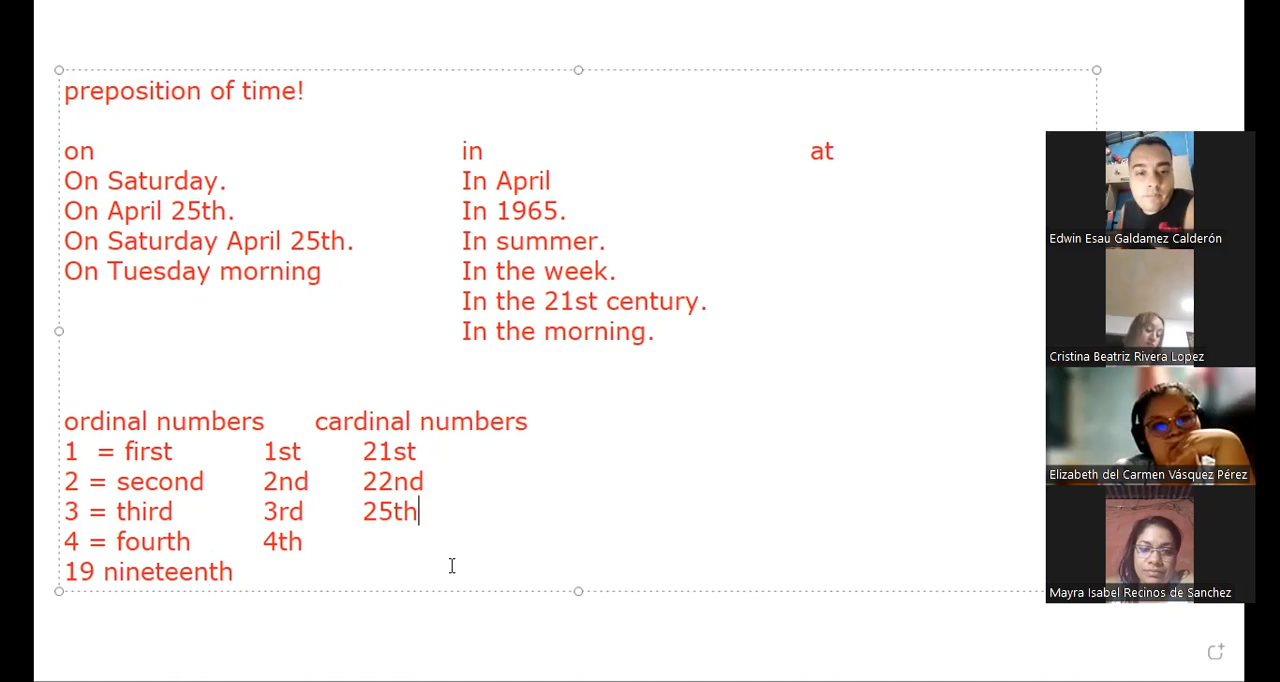 preposition of time!
on in at
On Saturday. In April
On April 25th. In 1965.
On Saturday April 25th. In summer.
On Tuesday morning In the week.
In the 21st century.
In the morning.
ordinal numbers cardinal numbers
1 = first 1st 21st
2 = second 2nd 22nd
3 = third 3rd 25th
4 = fourth 4th
19 nineteenth
Edwin Esau Galdamez Calderón
Cristina Beatriz Rivera Lopez
Elizabeth del Carmen Vásquez Pérez
Mayra Isabel Recinos de Sanchez